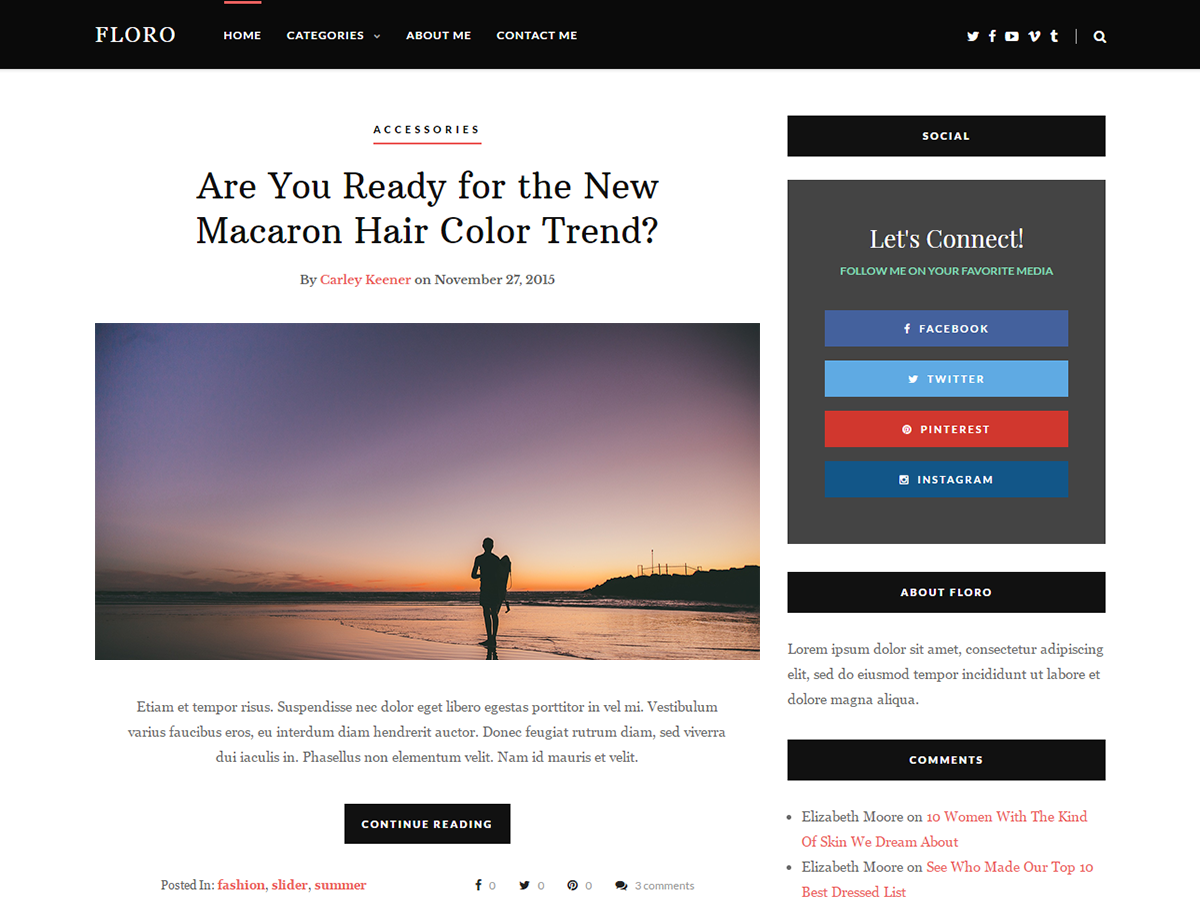 FLORO
HOME
CATEGORIES
ABOUT ME
CONTACT ME
ACCESSORIES
Are You Ready for the New
Macaron Hair Color Trend?
By Carley Keener on November 27, 2015
Etiam et tempor risus. Suspendisse nec dolor eget libero egestas porttitor in vel mi. Vestibulum
varius faucibus eros, eu interdum diam hendrerit auctor. Donec feugiat rutrum diam, sed viverra
dui iaculis in. Phasellus non elementum velit. Nam id mauris et velit.
CONTINUE READING
Posted In: fashion, slider, summer
0
0
0
3 comments
SOCIAL
Let's Connect!
FOLLOW ME ON YOUR FAVORITE MEDIA
FACEBOOK
TWITTER
PINTEREST
INSTAGRAM
ABOUT FLORO
Lorem ipsum dolor sit amet, consectetur adipiscing
elit, sed do eiusmod tempor incididunt ut labore et
dolore magna aliqua.
COMMENTS
Elizabeth Moore on 10 Women With The Kind
Of Skin We Dream About
Elizabeth Moore on See Who Made Our Top 10
Best Dressed List